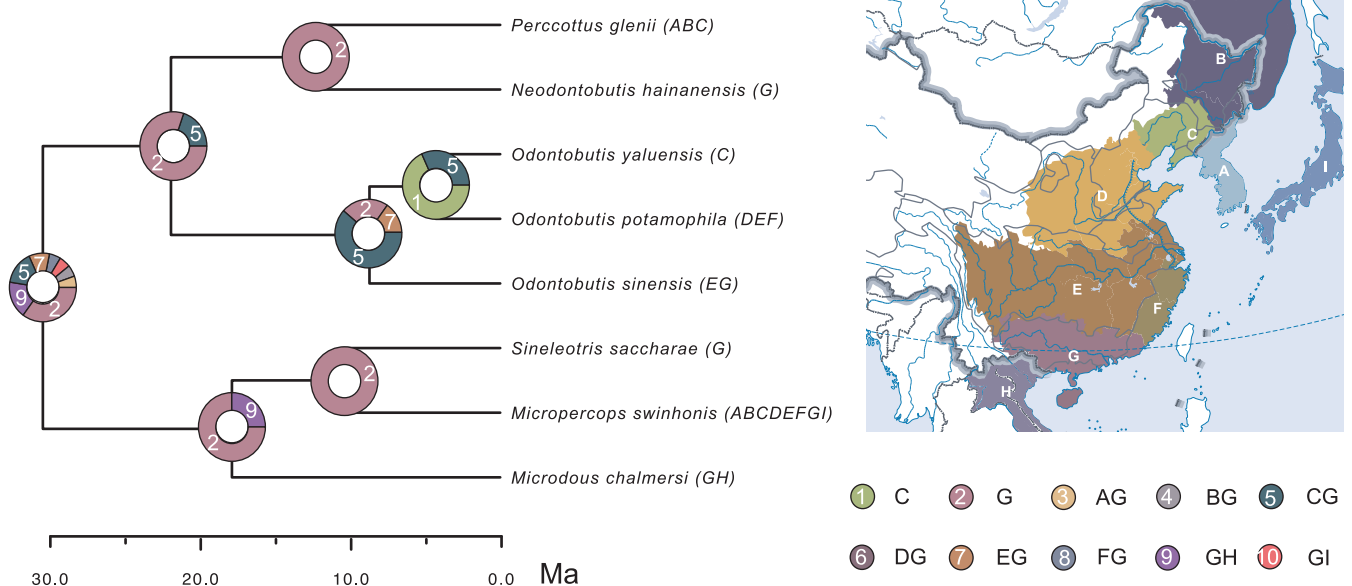 Perccottus glenii (ABC)
Neodontobutis hainanensis (G)
Odontobutis yaluensis (C)
Odontobutis potamophila (DEF)
Odontobutis sinensis (EG)
Sineleotris saccharae (G)
Micropercops swinhonis (ABCDEFGI)
Microdous chalmersi (GH)
2
5
2
5
1
2
7
5
5
7
9
2
2
9
2
30.0 20.0 10.0 0.0 Ma
B
C
A
I
D
E
F
G
H
1 C 2 G 3 AG 4 BG 5 CG
6 DG 7 EG 8 FG 9 GH 10 GI